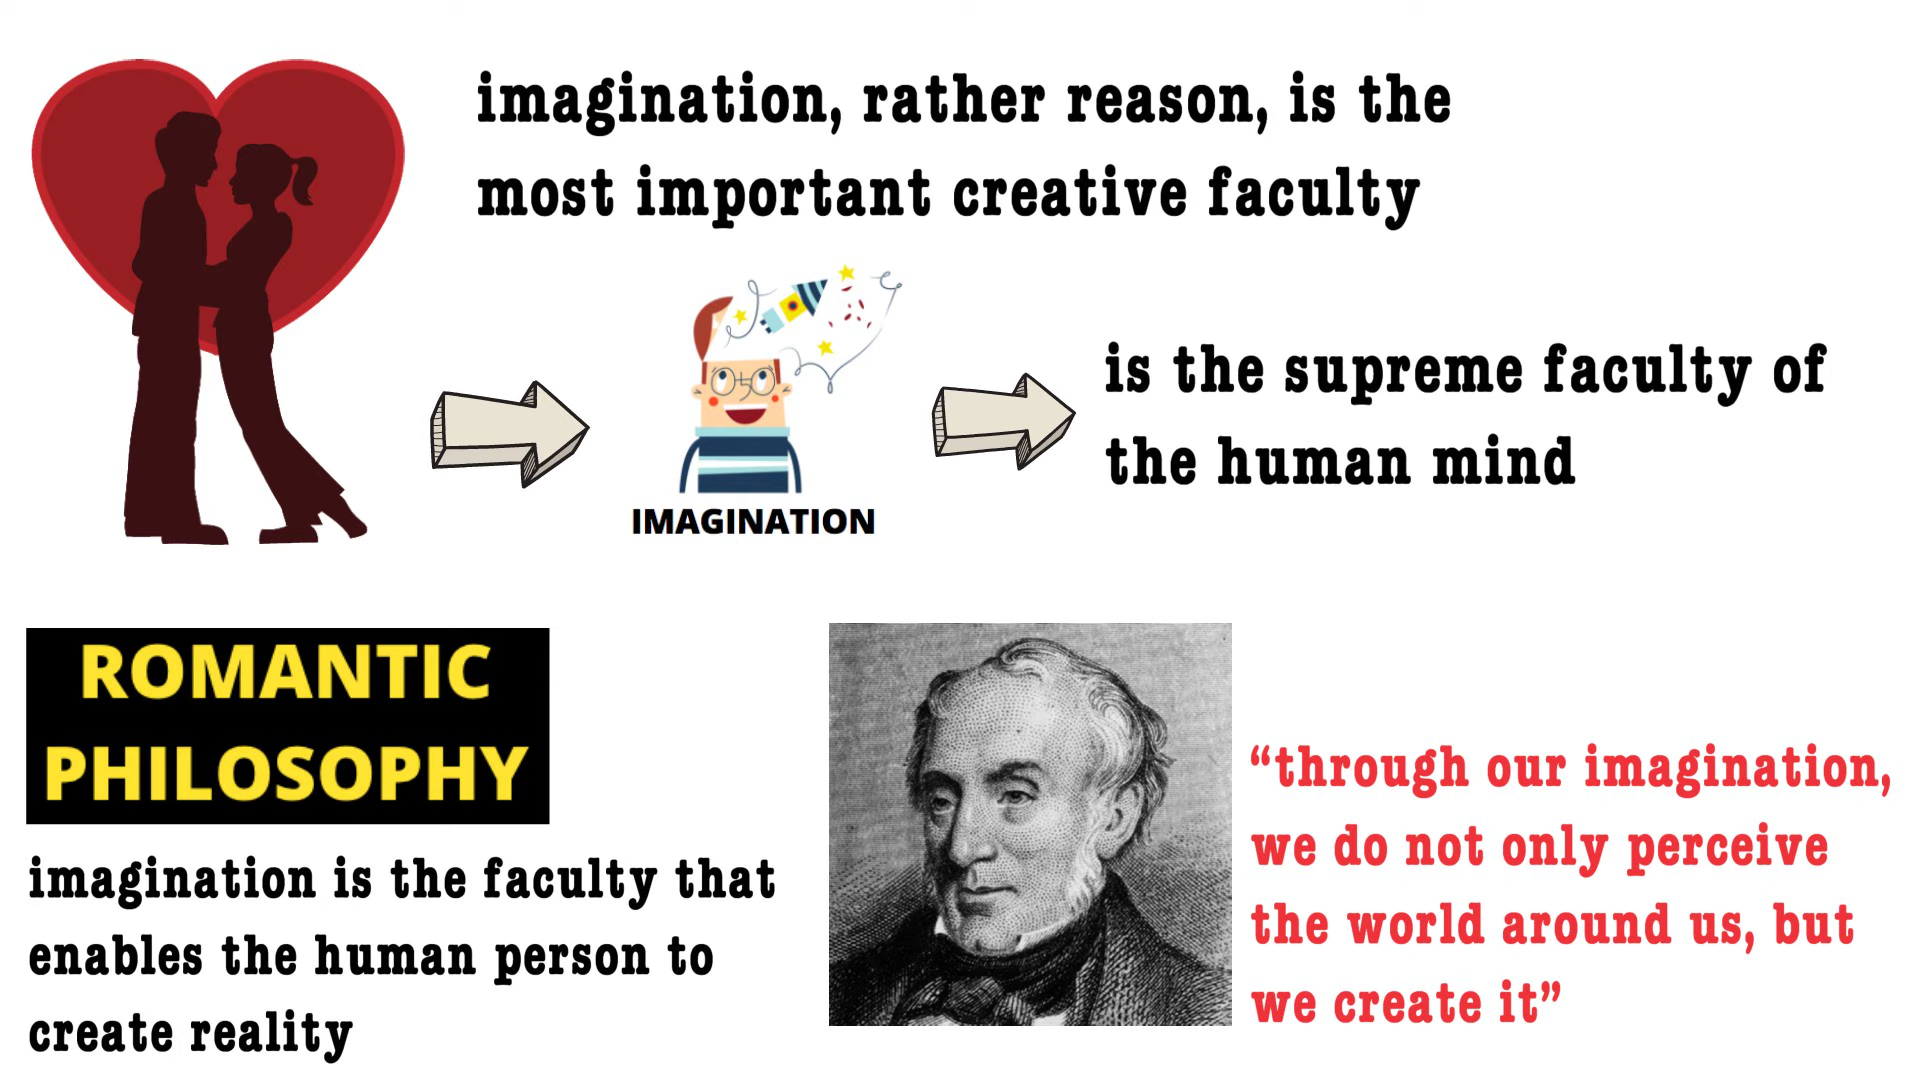 imagination, rather reason, is the
most important creative faculty
IMAGINATION
is the supreme faculty of
the human mind
ROMANTIC
PHILOSOPHY
imagination is the faculty that
enables the human person to
create reality
“through our imagination,
we do not only perceive
the world around us, but
we create it”